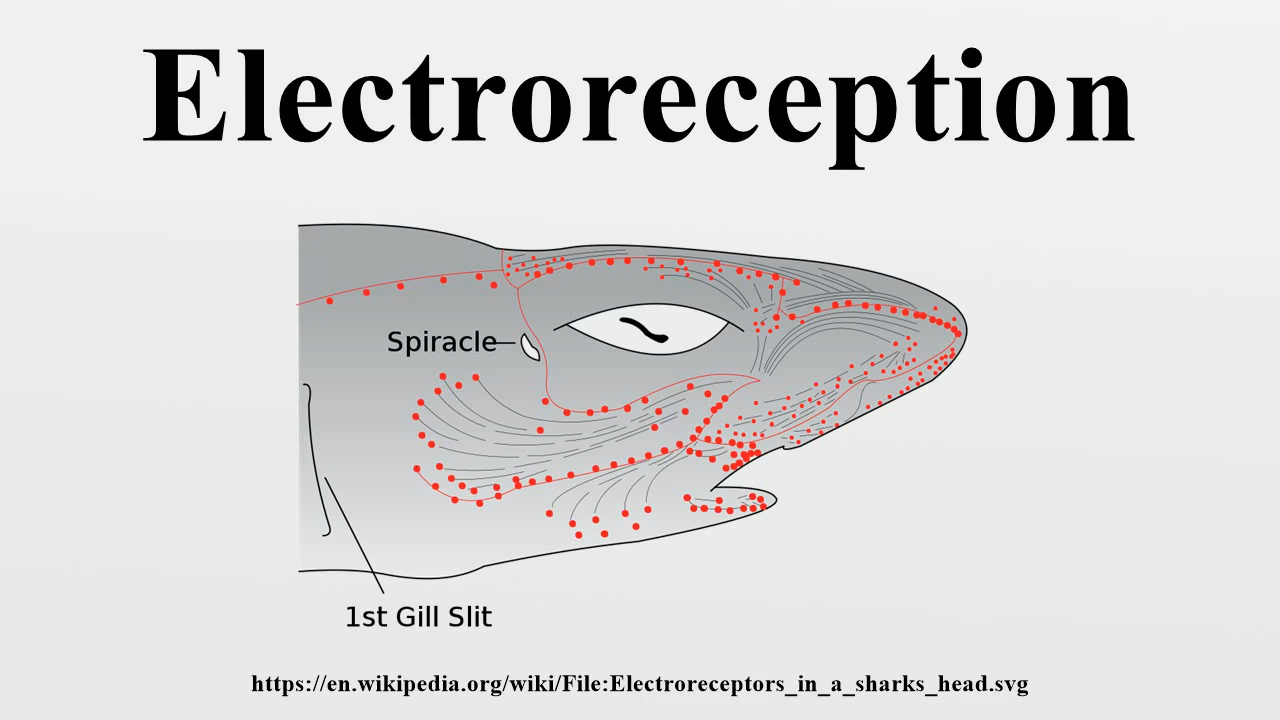 Electroreception
Spiracle
1st Gill Slit
https://en.wikipedia.org/wiki/File:Electroreceptors_in_a_sharks_head.svg